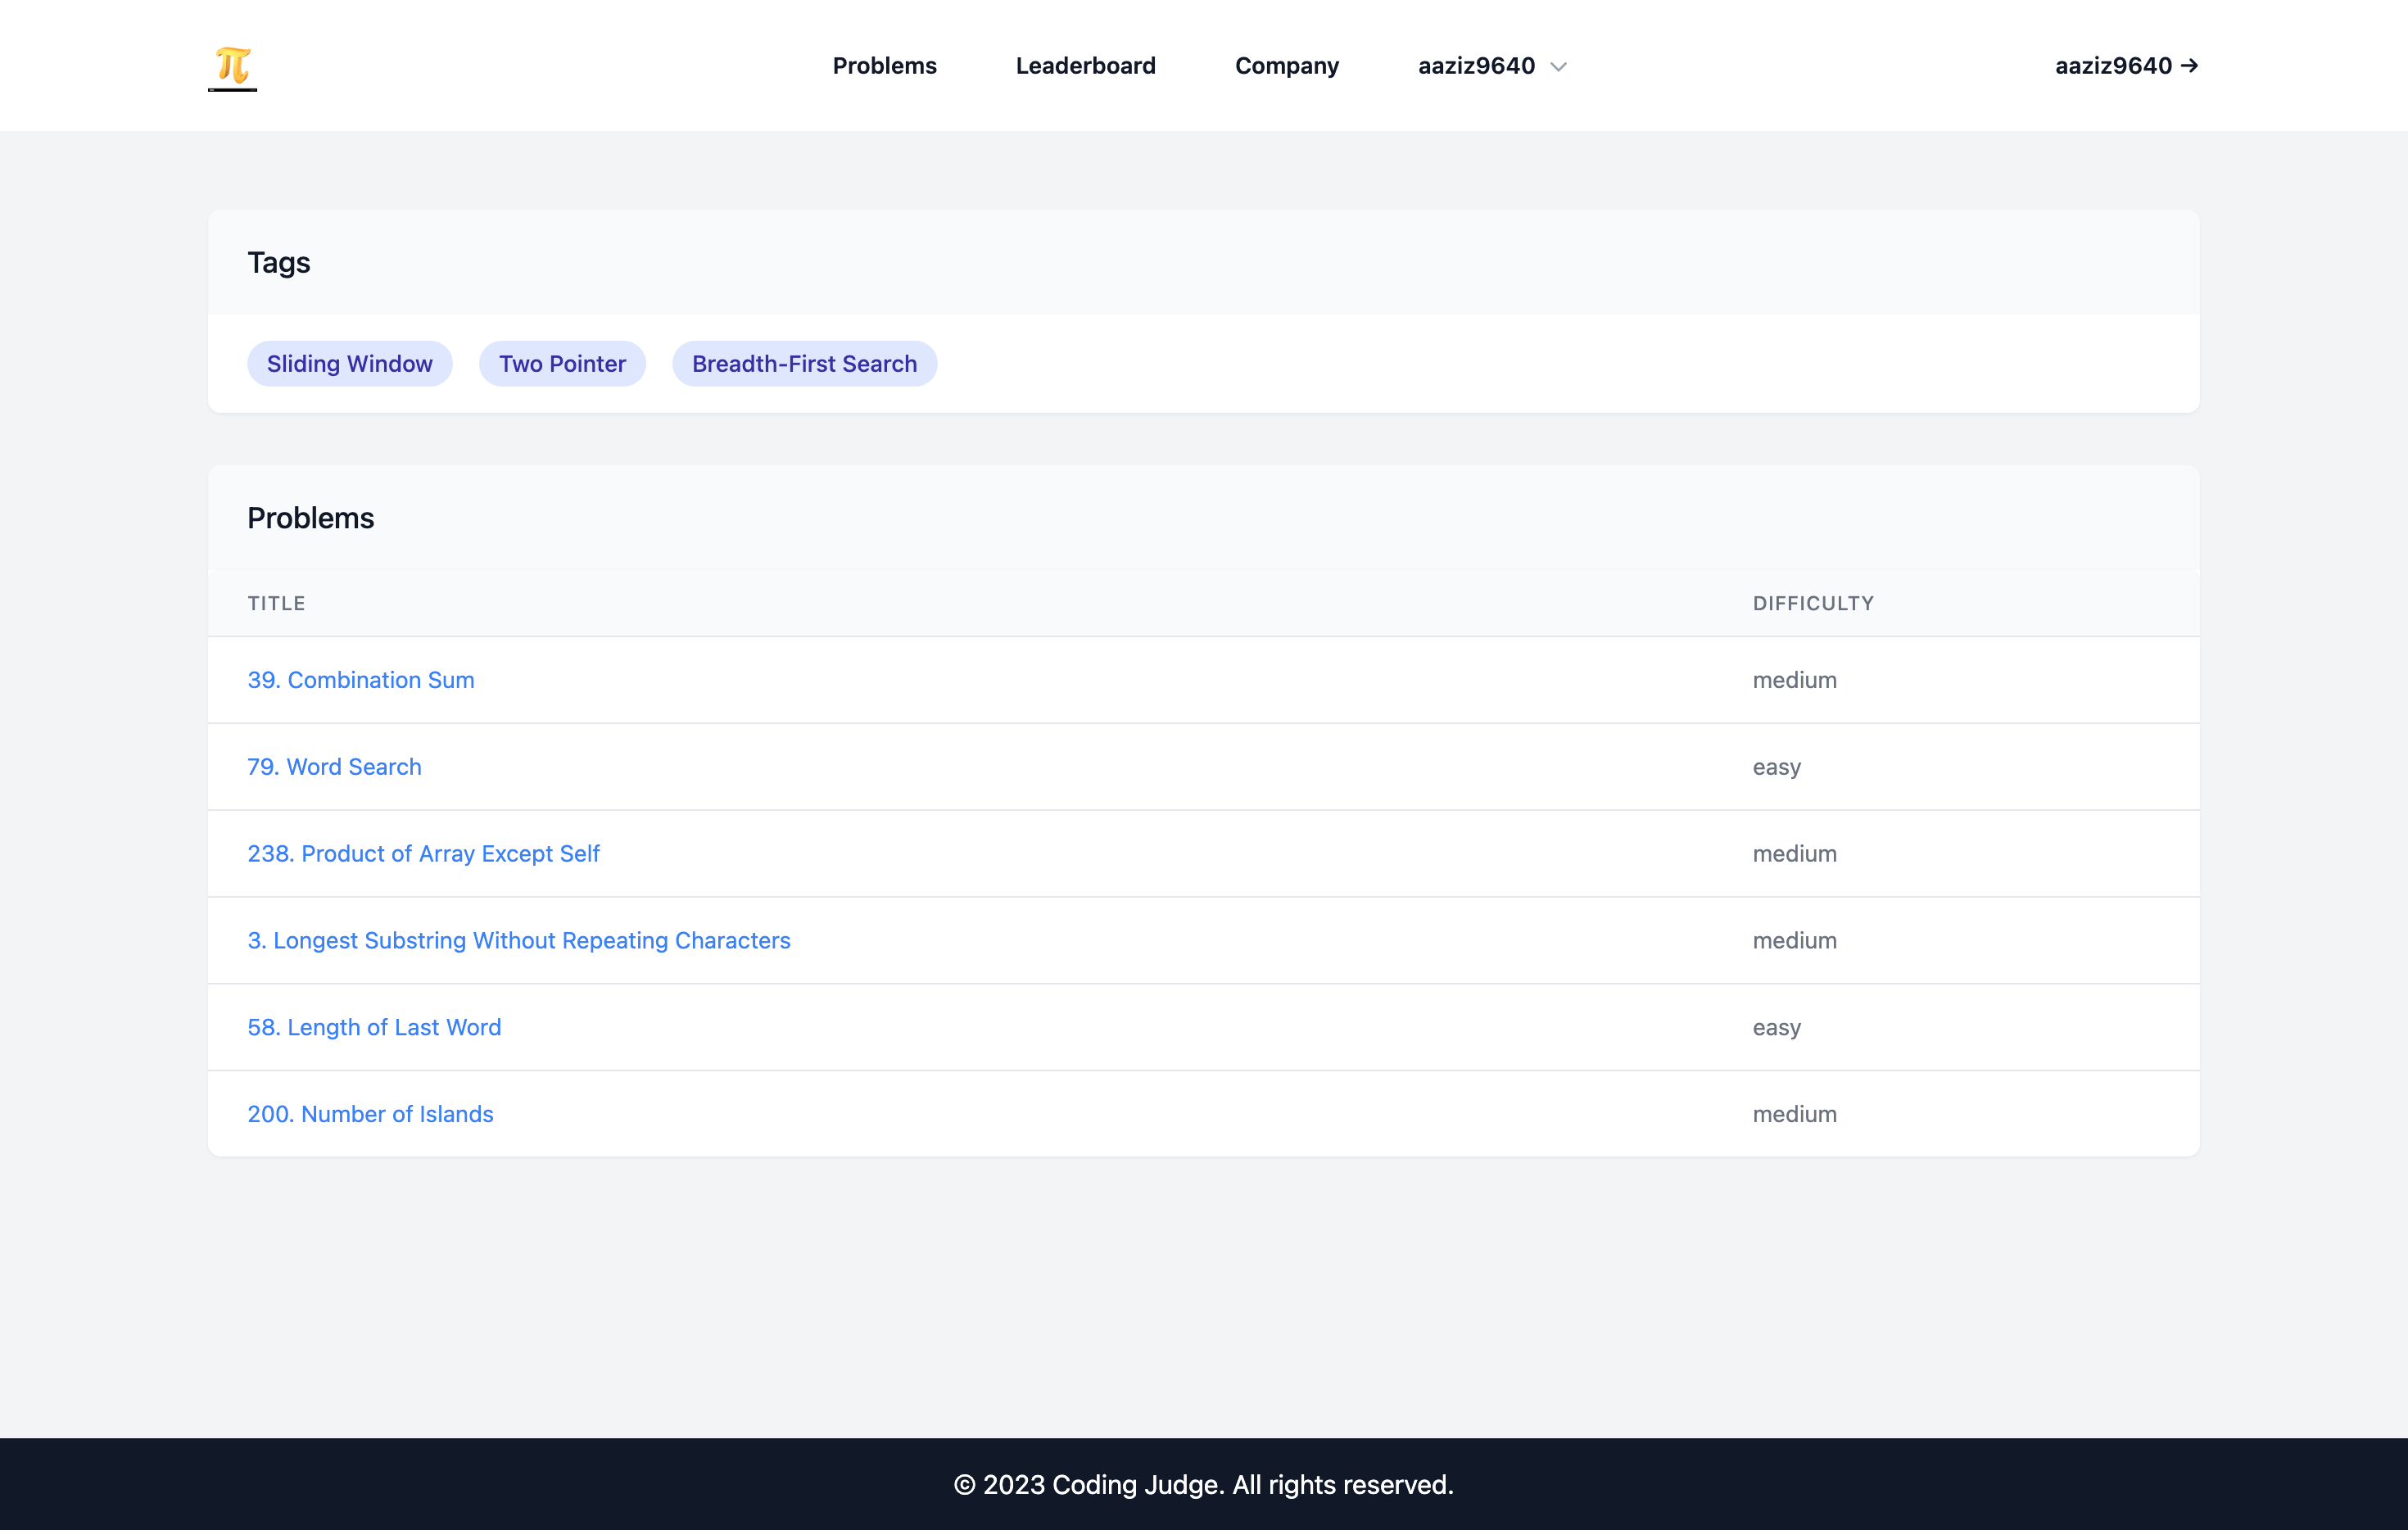 π
Problems Leaderboard Company aaziz9640 aaziz9640 →
Tags
Sliding Window Two Pointer Breadth-First Search
Problems
TITLE DIFFICULTY
39. Combination Sum medium
79. Word Search easy
238. Product of Array Except Self medium
3. Longest Substring Without Repeating Characters medium
58. Length of Last Word easy
200. Number of Islands medium
© 2023 Coding Judge. All rights reserved.